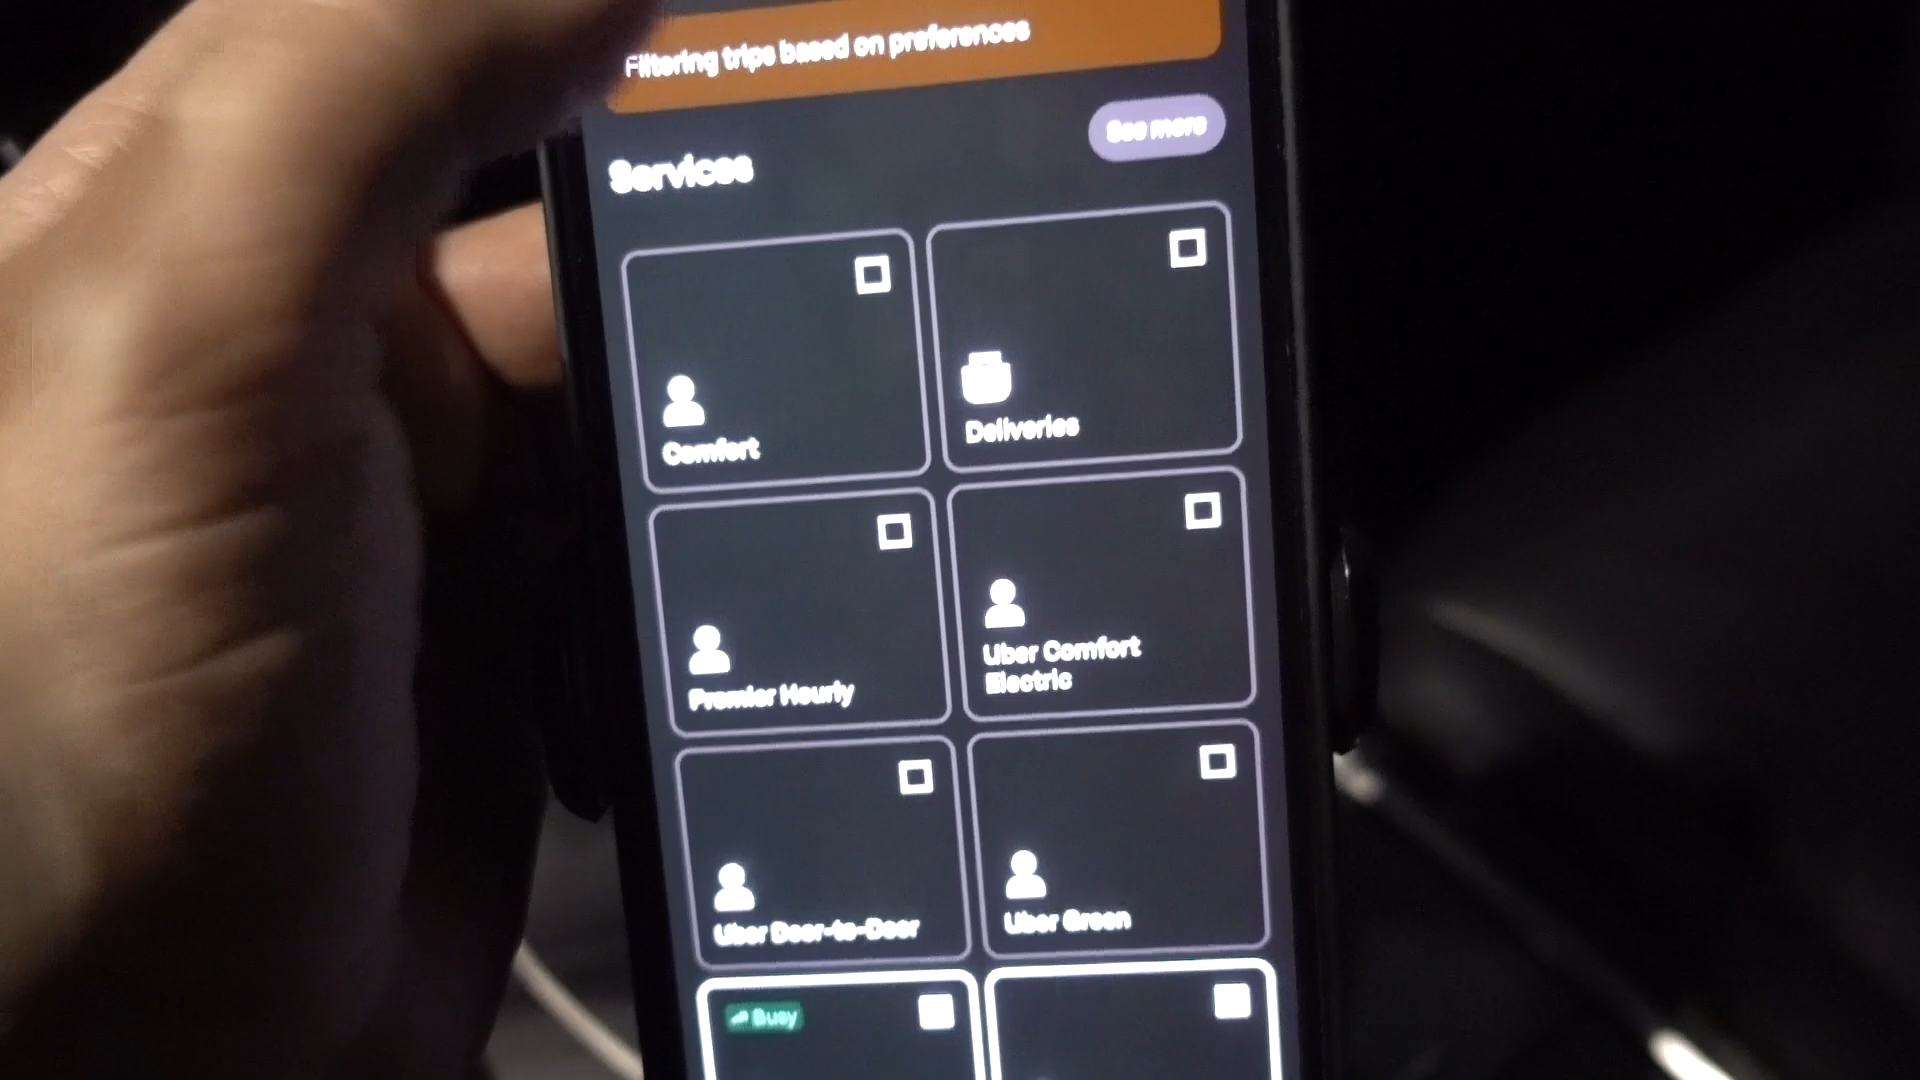 Filtering trips based on preferences
See more
Services
Comfort
Deliveries
Premier Hourly
Uber Comfort
Electric
Uber Door-to-Door
Uber Green
Busy